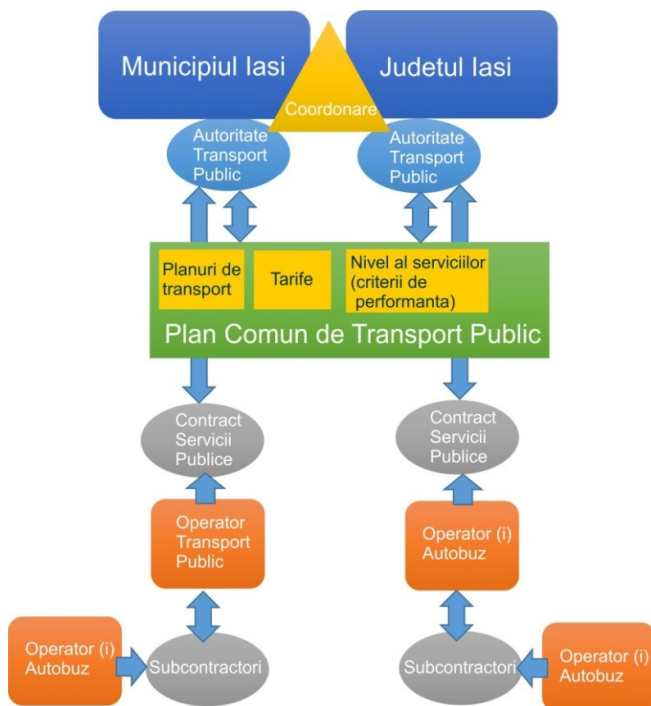 Municipiul Iasi
Judetul Iasi
Coordonare
Autoritate
Transport
Public
Autoritate
Transport
Public
Planuri de
transport
Tarife
Nivel al serviciilor
(criterii de
performanta)
Plan Comun de Transport Public
Contract
Servicii
Publice
Contract
Servicii
Publice
Operator
Transport
Public
Operator (i)
Autobuz
Operator (i)
Autobuz
Subcontractori
Subcontractori
Operator (i)
Autobuz